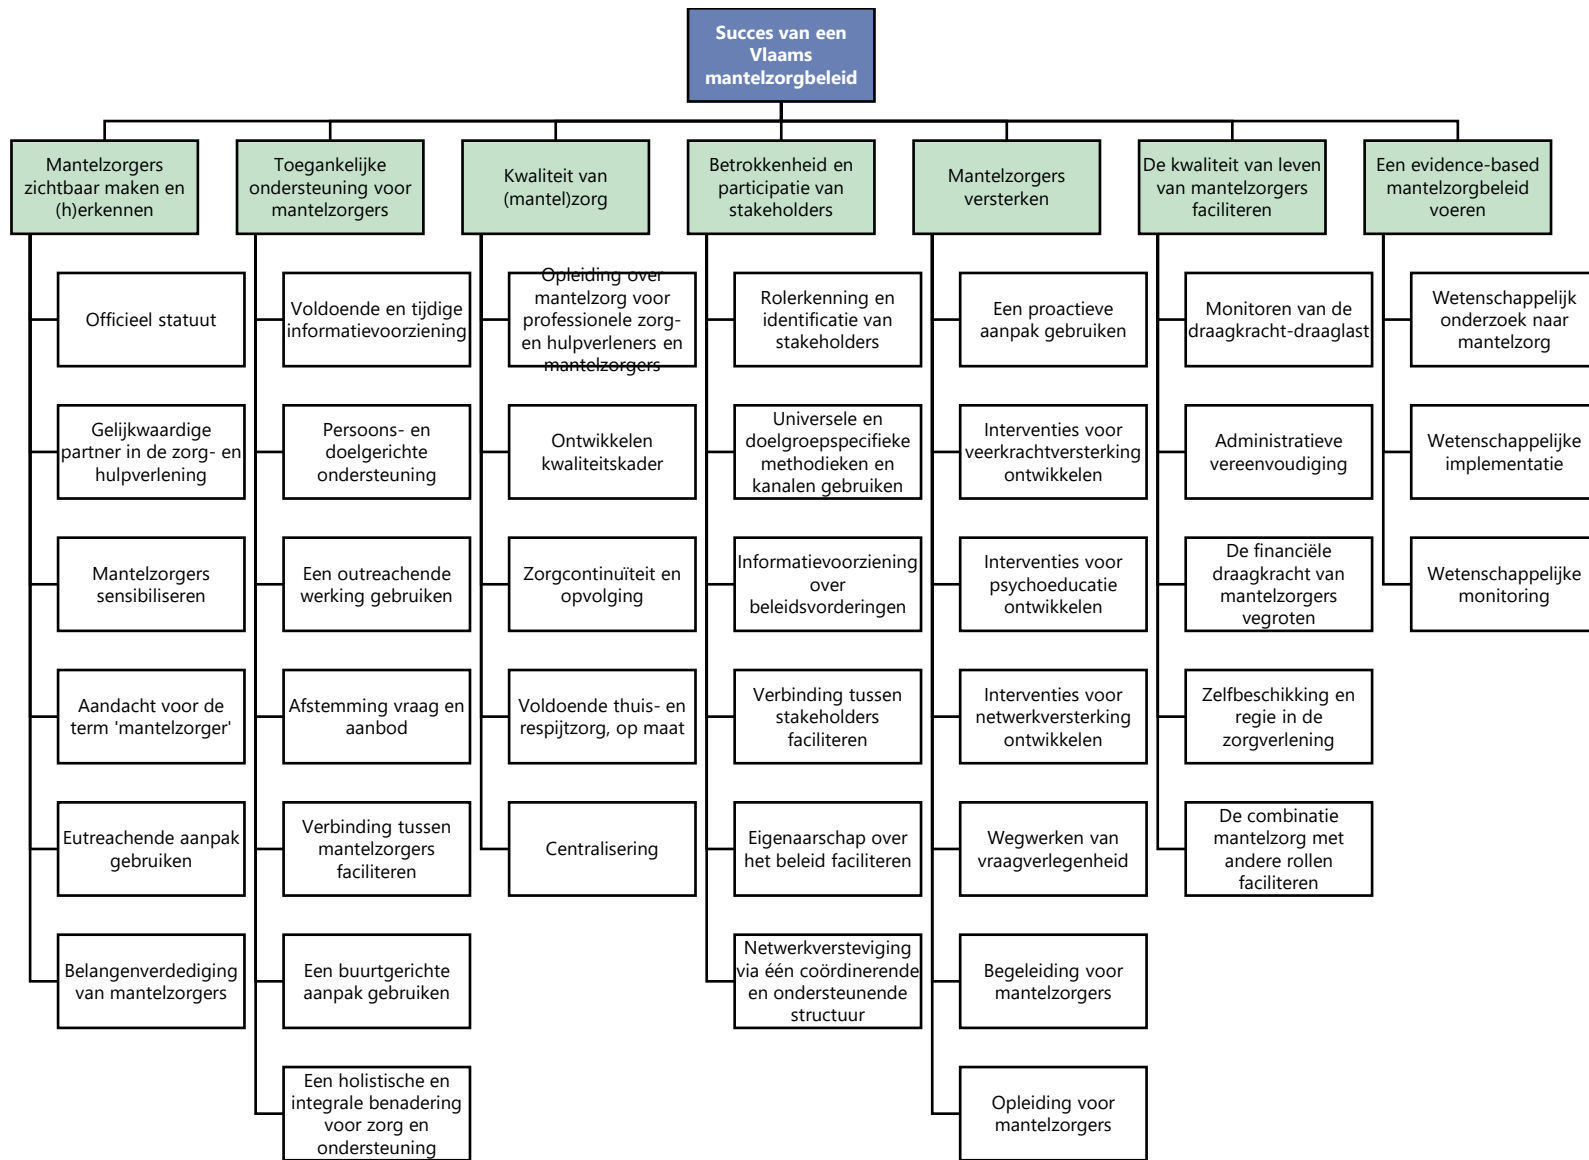 Succes van een
Vlaams
mantelzorgbeleid
Mantelzorgers
zichtbaar maken en
(h)erkennen
Officieel statuut
Gelijkwaardige
partner in de zorg- en
hulpverlening
Mantelzorgers
sensibiliseren
Aandacht voor de
term 'mantelzorger'
Eutreachende aanpak
gebruiken
Belangenverdediging
van mantelzorgers
Toegankelijke
ondersteuning voor
mantelzorgers
Voldoende en tijdige
informatievoorziening
Persoons- en
doelgerichte
ondersteuning
Een outreachende
werking gebruiken
Afstemming vraag en
aanbod
Verbinding tussen
mantelzorgers
faciliteren
Een buurtgerichte
aanpak gebruiken
Een holistische en
integrale benadering
voor zorg en
ondersteuning
Kwaliteit van
(mantel)zorg
Opleiding over
mantelzorg voor
professionele zorg-
en hulpverleners en
mantelzorgers
Ontwikkelen
kwaliteitskader
Zorgcontinuïteit en
opvolging
Voldoende thuis- en
respijtzorg, op maat
Centralisering
Betrokkenheid en
participatie van
stakeholders
Rolerkenning en
identificatie van
stakeholders
Universele en
doelgroepspecifieke
methodieken en
kanalen gebruiken
Informatievoorziening
over
beleidsvorderingen
Verbinding tussen
stakeholders
faciliteren
Eigenaarschap over
het beleid faciliteren
Netwerkversteviging
via één coördinerende
en ondersteunende
structuur
Mantelzorgers
versterken
Een proactieve
aanpak gebruiken
Interventies voor
veerkrachtversterking
ontwikkelen
Interventies voor
psychoeducatie
ontwikkelen
Interventies voor
netwerkversterking
ontwikkelen
Wegwerken van
vraagverlegenheid
Begeleiding voor
mantelzorgers
Opleiding voor
mantelzorgers
De kwaliteit van leven
van mantelzorgers
faciliteren
Monitoren van de
draagkracht-draaglast
Administratieve
vereenvoudiging
De financiële
draagkracht van
mantelzorgers
vegroten
Zelfbeschikking en
regie in de
zorgverlening
De combinatie
mantelzorg met
andere rollen
faciliteren
Een evidence-based
mantelzorgbeleid
voeren
Wetenschappelijk
onderzoek naar
mantelzorg
Wetenschappelijke
implementatie
Wetenschappelijke
monitoring